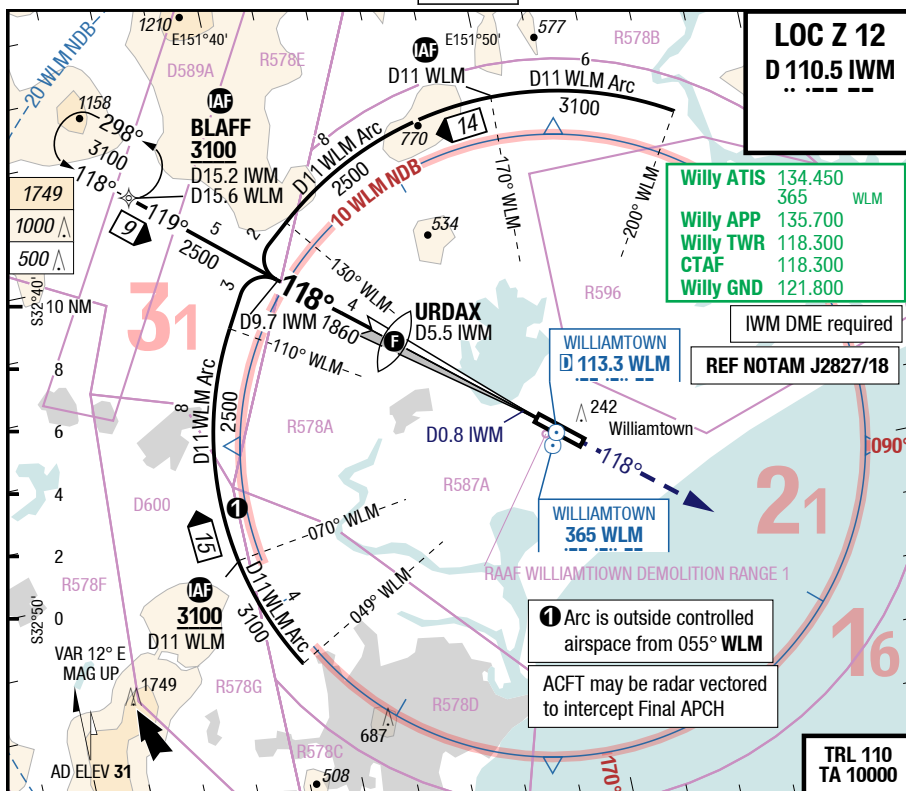 LOC Z 12
D 110.5 IWM
Willy ATIS 134.450
365 WLM
Willy APP 135.700
Willy TWR 118.300
CTAF 118.300
Willy GND 121.800
IWM DME required
REF NOTAM J2827/18
1210
E151°40'
D589A
R578E
20 WLM NDB
1158
298°
3100
118°
IAF
BLAFF
3100
D15.2 IWM
D15.6 WLM
9
119°
5
2500
1749
1000
500
S32°40'
10 NM
8
6
4
2
0
S32°50'
31
IAF
D11 WLM
E151°50'
577
R578B
6
D11 WLM Arc
3100
8
D11 WLM Arc
2500
770
14
10 WLM NDB
170° WLM
200° WLM
534
2
130° WLM
118°
4
D9.7 IWM
1860
URDAX
D5.5 IWM
F
R596
110° WLM
3
8
D11 WLM Arc
2500
R578A
WILLIAMTOWN
D 113.3 WLM
242
Williamtown
D0.8 IWM
118°
090°
R587A
D600
1
15
070° WLM
WILLIAMTOWN
365 WLM
21
RAAF WILLIAMTOWN DEMOLITION RANGE 1
R578F
IAF
3100
D11 WLM
4
D11 WLM Arc
3100
049° WLM
1 Arc is outside controlled
airspace from 055° WLM
16
ACFT may be radar vectored
to intercept Final APCH
VAR 12° E
MAG UP
1749
R578G
R578D
687
R578C
508
170°
AD ELEV 31
TRL 110
TA 10000